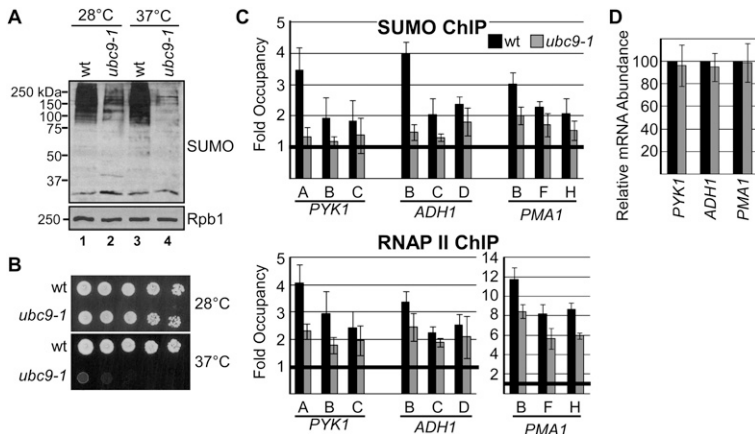 A
28°C 37°C
wt ubc9-1 wt ubc9-1
250 kDa
150
100
75
50
37
SUMO
250
Rpb1
1 2 3 4
B
wt
ubc9-1
28°C
wt
ubc9-1
37°C
C
SUMO ChIP
wt ubc9-1
Fold Occupancy
5
4
3
2
1
A B C B C D B F H
PYK1 ADH1 PMA1
RNAP II ChIP
Fold Occupancy
5
4
3
2
1
14
12
10
8
6
4
2
A B C B C D B F H
PYK1 ADH1 PMA1
D
Relative mRNA Abundance
100
80
60
40
20
PYK1 ADH1 PMA1